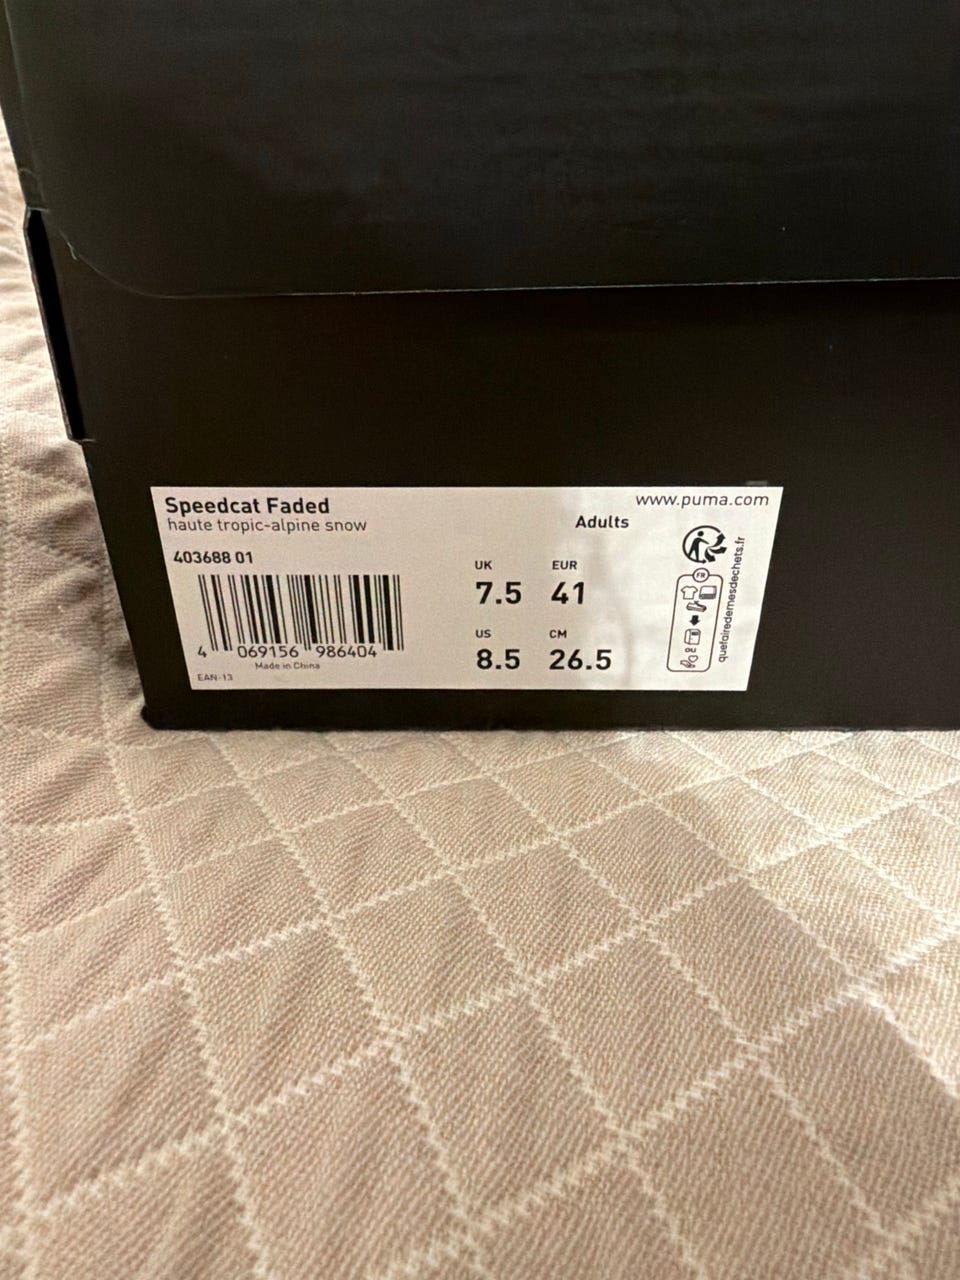 Speedcat Faded
www.puma.com
haute tropic-alpine snow
Adults
403688 01
UK
EUR
7.5
41
US
CM
8.5
26.5
4 069156 986404
Made in China
EAN-13
FR
OU
quefairedemesdechets.fr